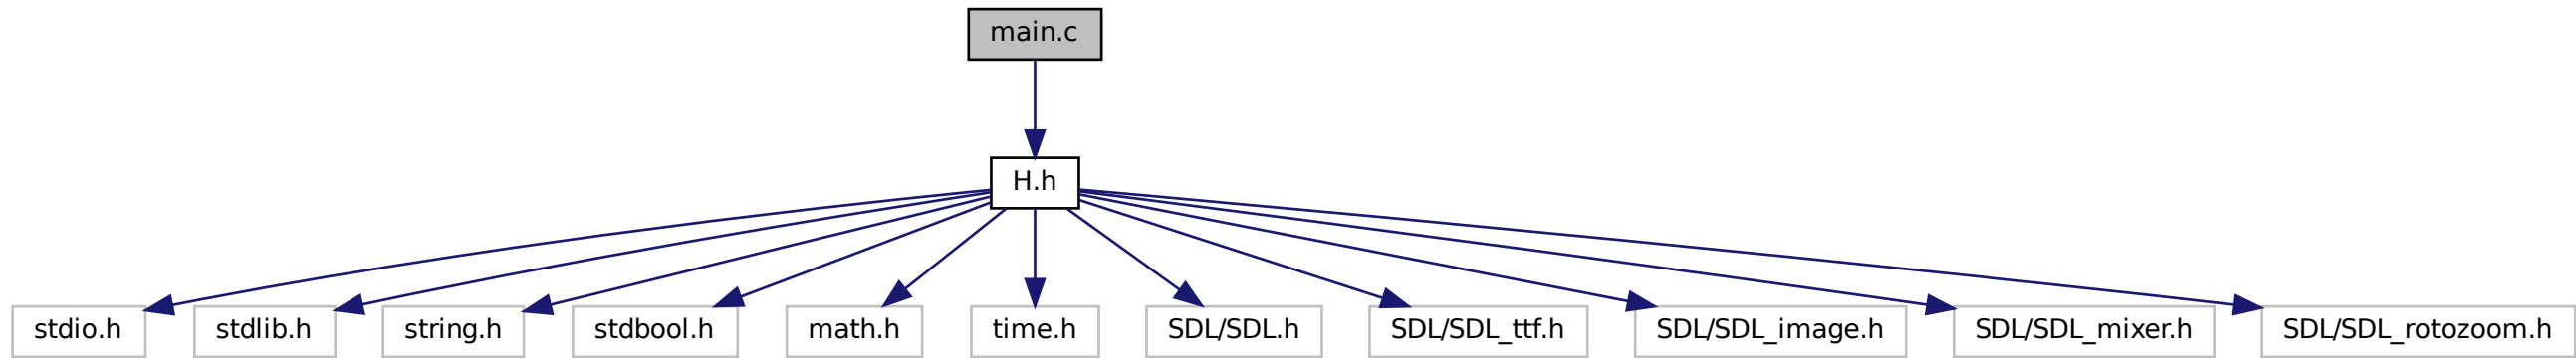 main.c
H.h
stdio.h
stdlib.h
string.h
stdbool.h
math.h
time.h
SDL/SDL.h
SDL/SDL_ttf.h
SDL/SDL_image.h
SDL/SDL_mixer.h
SDL/SDL_rotozoom.h